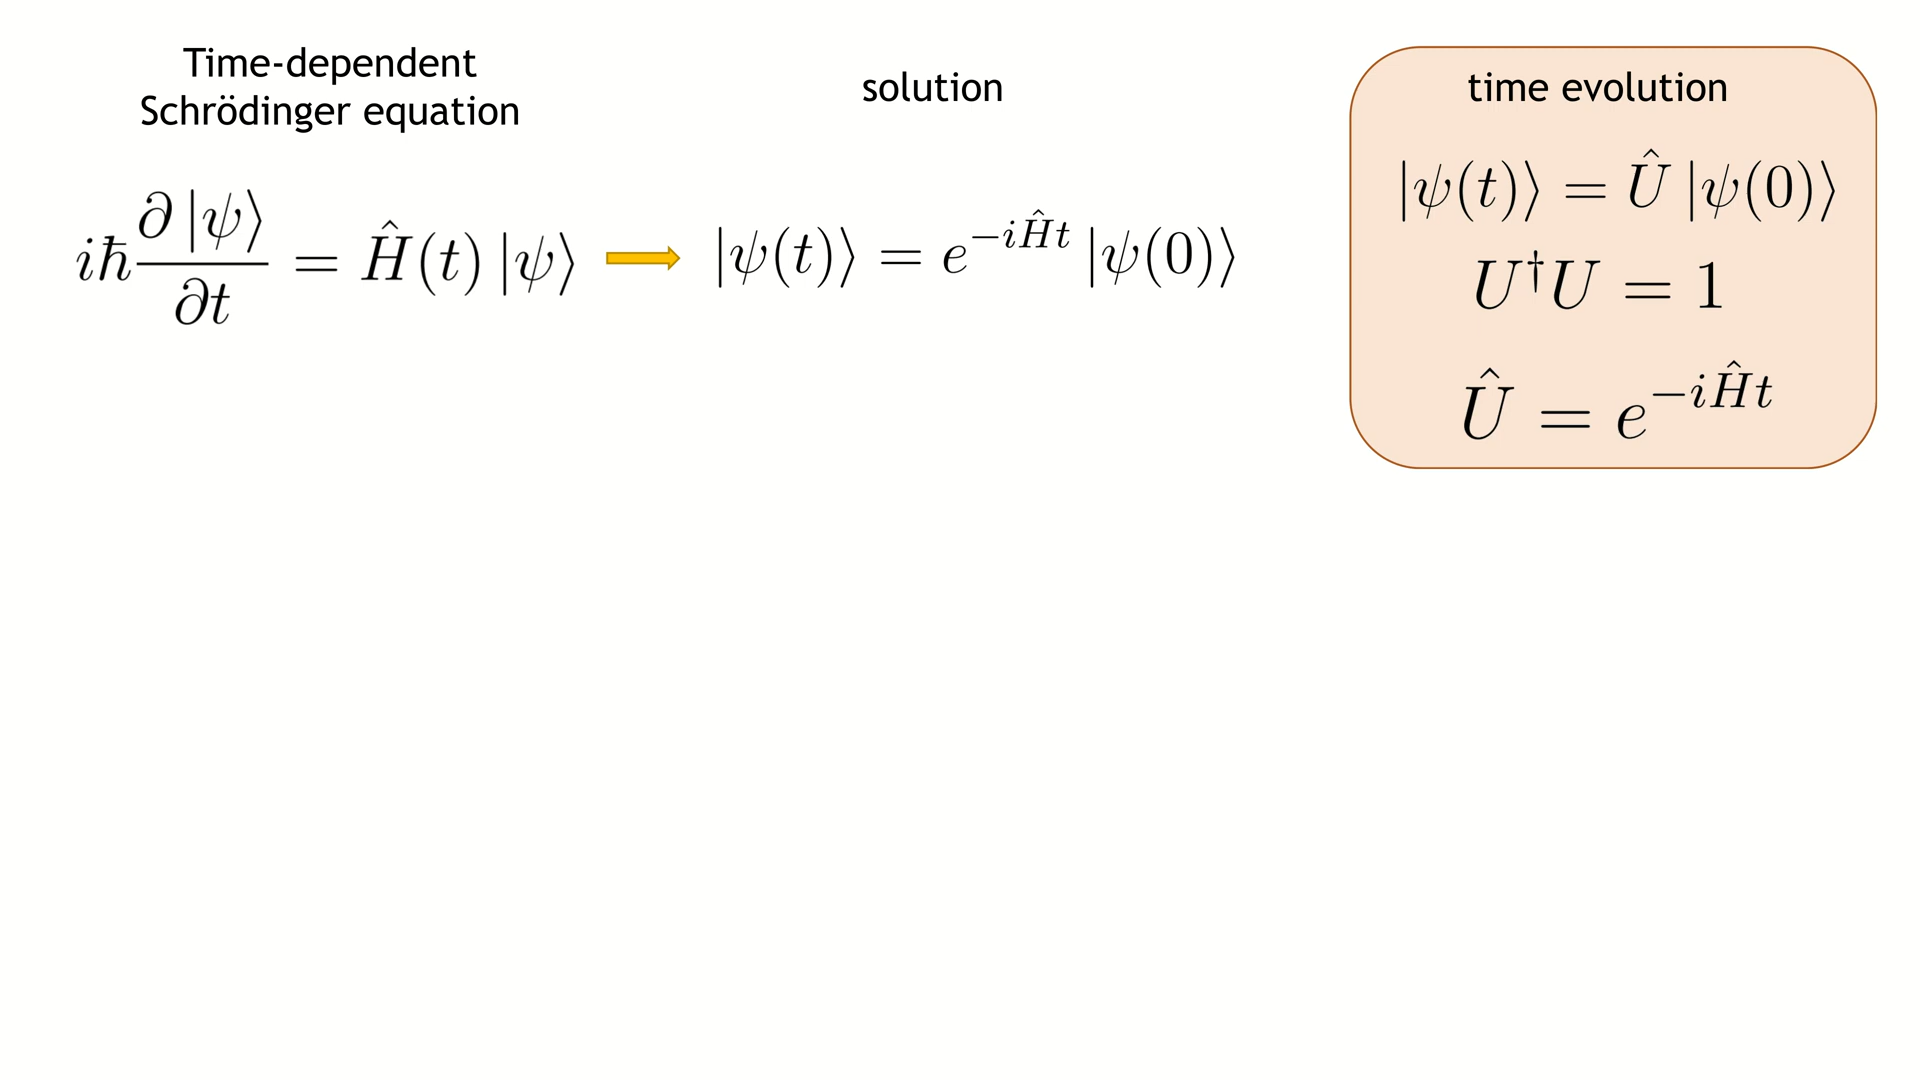 Time-dependent
Schrödinger equation
iħ ∂|ψ⟩/∂t = Ĥ(t)|ψ⟩
solution
|ψ(t)⟩ = e^{-iĤt}|ψ(0)⟩
time evolution
|ψ(t)⟩ = Û|ψ(0)⟩
U†U = 1
Û = e^{-iĤt}